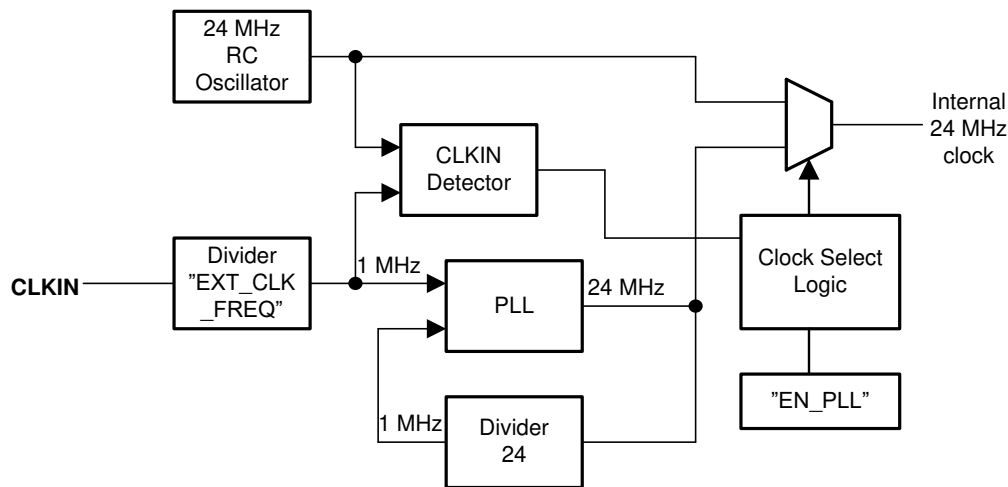 24 MHz
RC
Oscillator
CLKIN
Detector
Internal
24 MHz
clock
CLKIN
Divider
”EXT_CLK
_FREQ”
1 MHz
PLL
24 MHz
Clock Select
Logic
1 MHz
Divider
24
”EN_PLL”